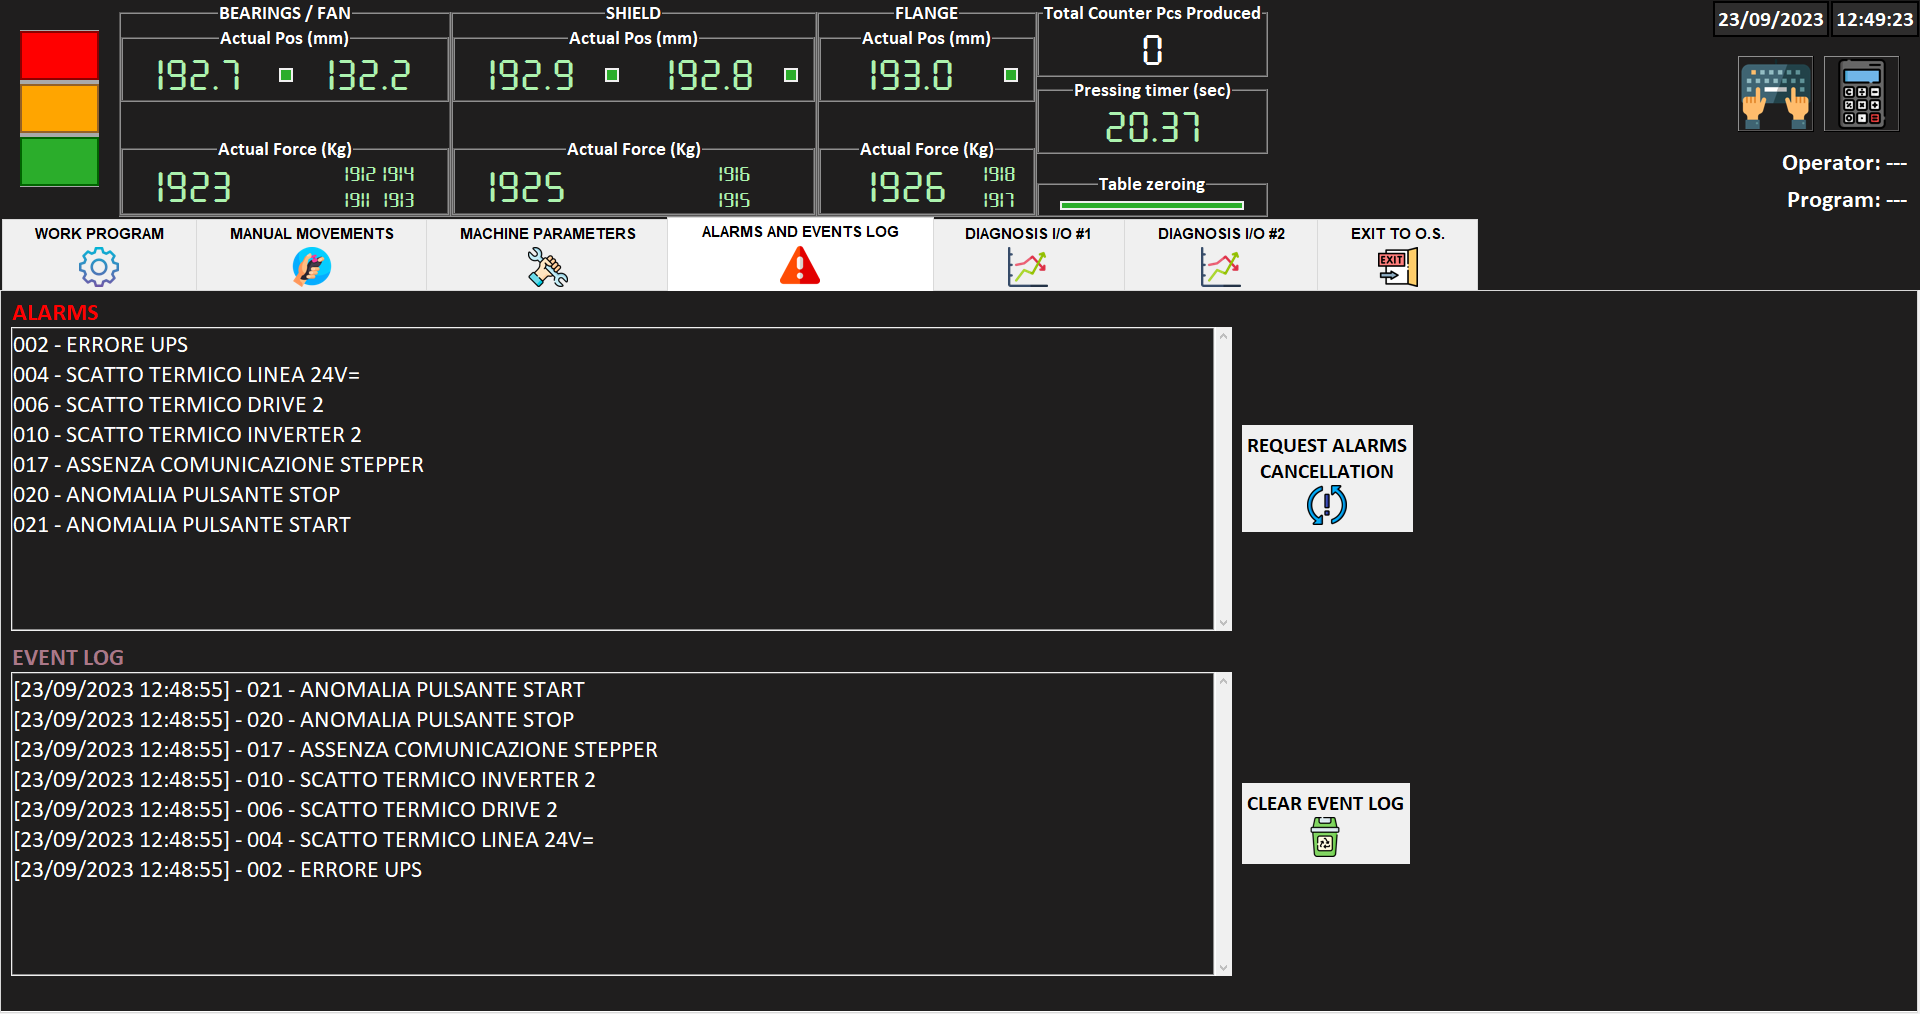 BEARINGS / FAN
SHIELD
FLANGE
Total Counter Pcs Produced
23/09/2023 12:49:23
Actual Pos (mm)
Actual Pos (mm)
Actual Pos (mm)
0
192.7 132.2
192.9 192.8
193.0
Pressing timer (sec)
20.37
Actual Force (Kg)
Actual Force (Kg)
Actual Force (Kg)
1923
1912 1914
1911 1913
1925
1916
1915
1926
1918
1917
Table zeroing
Operator: ---
Program: ---
WORK PROGRAM
MANUAL MOVEMENTS
MACHINE PARAMETERS
ALARMS AND EVENTS LOG
DIAGNOSIS I/O #1
DIAGNOSIS I/O #2
EXIT TO O.S.
EXIT
ALARMS
002 - ERRORE UPS
004 - SCATTO TERMICO LINEA 24V=
006 - SCATTO TERMICO DRIVE 2
010 - SCATTO TERMICO INVERTER 2
017 - ASSENZA COMUNICAZIONE STEPPER
020 - ANOMALIA PULSANTE STOP
021 - ANOMALIA PULSANTE START
REQUEST ALARMS
CANCELLATION
EVENT LOG
[23/09/2023 12:48:55] - 021 - ANOMALIA PULSANTE START
[23/09/2023 12:48:55] - 020 - ANOMALIA PULSANTE STOP
[23/09/2023 12:48:55] - 017 - ASSENZA COMUNICAZIONE STEPPER
[23/09/2023 12:48:55] - 010 - SCATTO TERMICO INVERTER 2
[23/09/2023 12:48:55] - 006 - SCATTO TERMICO DRIVE 2
[23/09/2023 12:48:55] - 004 - SCATTO TERMICO LINEA 24V=
[23/09/2023 12:48:55] - 002 - ERRORE UPS
CLEAR EVENT LOG